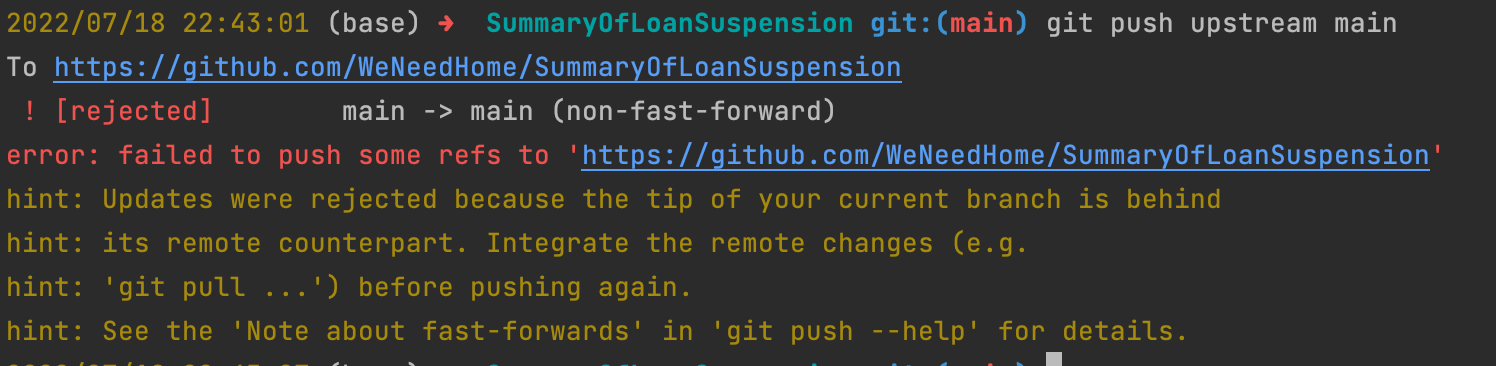 2022/07/18 22:43:01 (base) → SummaryOfLoanSuspension git:(main) git push upstream main
To https://github.com/WeNeedHome/SummaryOfLoanSuspension
 ! [rejected]        main -> main (non-fast-forward)
error: failed to push some refs to 'https://github.com/WeNeedHome/SummaryOfLoanSuspension'
hint: Updates were rejected because the tip of your current branch is behind
hint: its remote counterpart. Integrate the remote changes (e.g.
hint: 'git pull ...') before pushing again.
hint: See the 'Note about fast-forwards' in 'git push --help' for details.